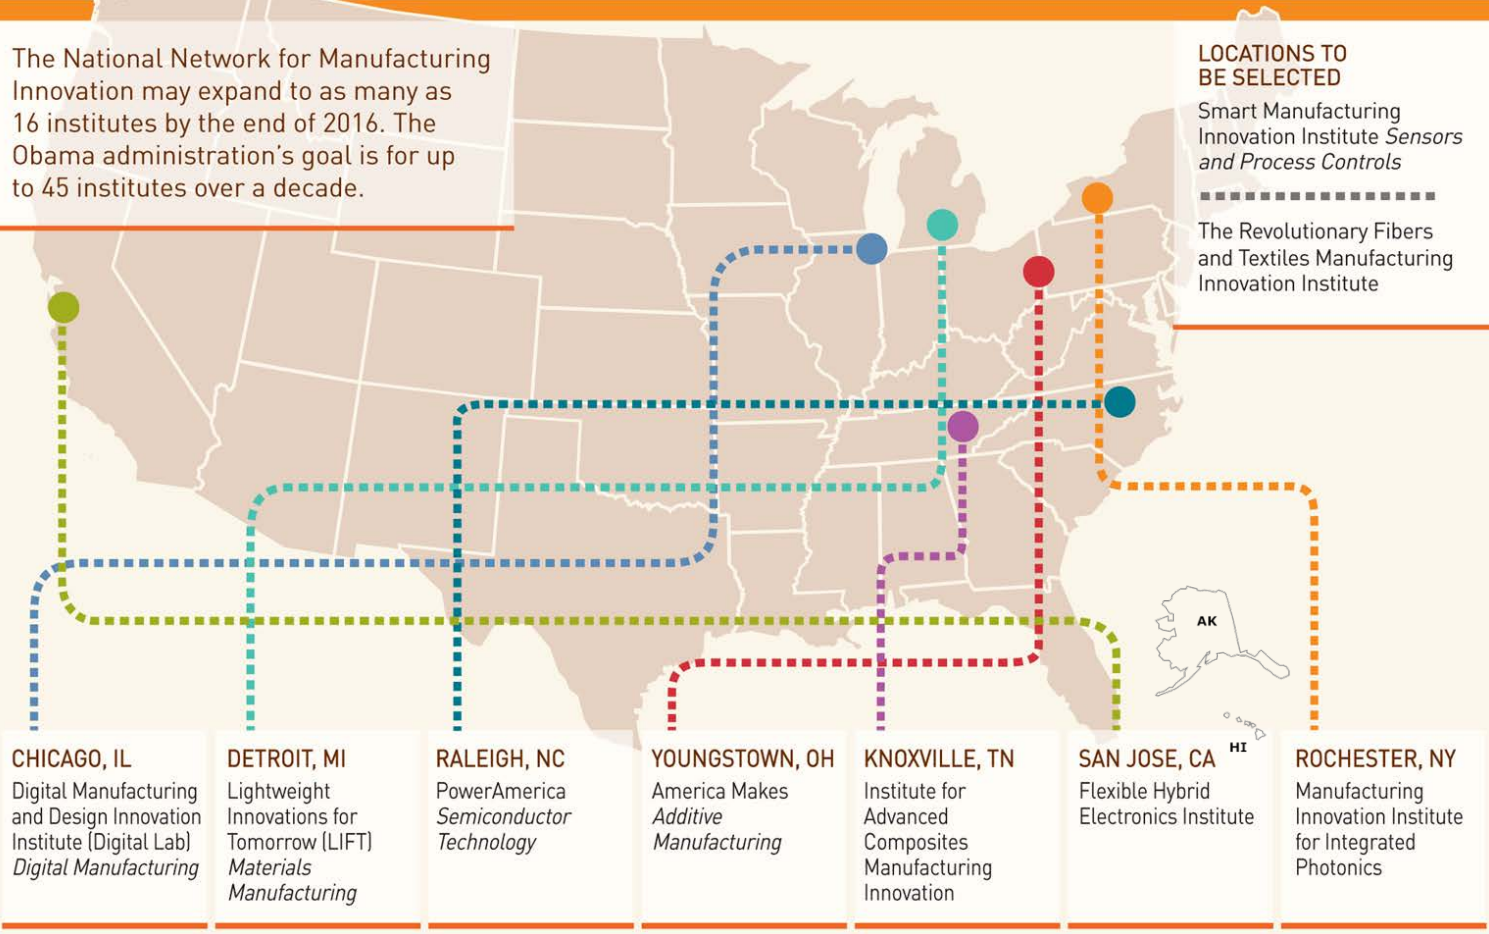 The National Network for Manufacturing
Innovation may expand to as many as
16 institutes by the end of 2016. The
Obama administration's goal is for up
to 45 institutes over a decade.
LOCATIONS TO
BE SELECTED
Smart Manufacturing
Innovation Institute Sensors
and Process Controls
The Revolutionary Fibers
and Textiles Manufacturing
Innovation Institute
AK
HI
CHICAGO, IL
Digital Manufacturing
and Design Innovation
Institute (Digital Lab)
Digital Manufacturing
DETROIT, MI
Lightweight
Innovations for
Tomorrow (LIFT)
Materials
Manufacturing
RALEIGH, NC
PowerAmerica
Semiconductor
Technology
YOUNGSTOWN, OH
America Makes
Additive
Manufacturing
KNOXVILLE, TN
Institute for
Advanced
Composites
Manufacturing
Innovation
SAN JOSE, CA
Flexible Hybrid
Electronics Institute
ROCHESTER, NY
Manufacturing
Innovation Institute
for Integrated
Photonics